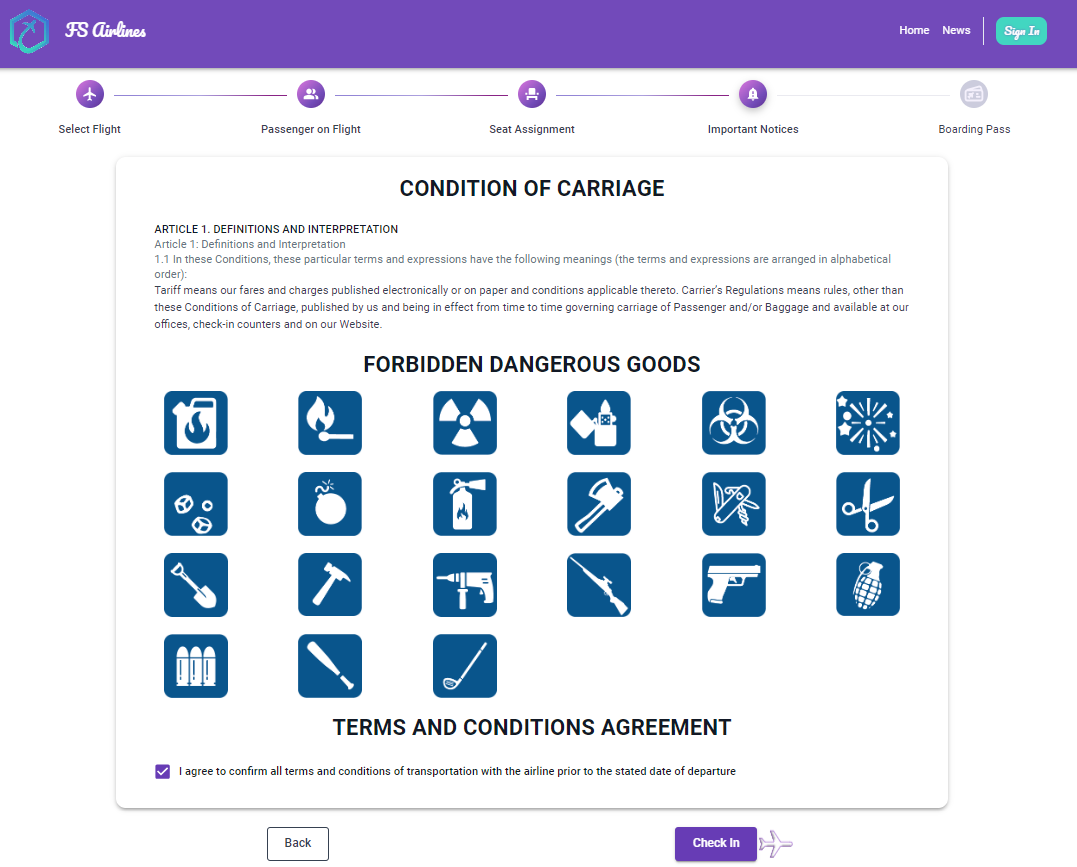 FS Airlines
Home
News
Sign In
Select Flight
Passenger on Flight
Seat Assignment
Important Notices
Boarding Pass
CONDITION OF CARRIAGE
ARTICLE 1. DEFINITIONS AND INTERPRETATION
Article 1: Definitions and Interpretation
1.1 In these Conditions, these particular terms and expressions have the following meanings (the terms and expressions are arranged in alphabetical
order):
Tariff means our fares and charges published electronically or on paper and conditions applicable thereto. Carrier's Regulations means rules, other than
these Conditions of Carriage, published by us and being in effect from time to time governing carriage of Passenger and/or Baggage and available at our
offices, check-in counters and on our Website.
FORBIDDEN DANGEROUS GOODS
TERMS AND CONDITIONS AGREEMENT
I agree to confirm all terms and conditions of transportation with the airline prior to the stated date of departure
Back
Check In